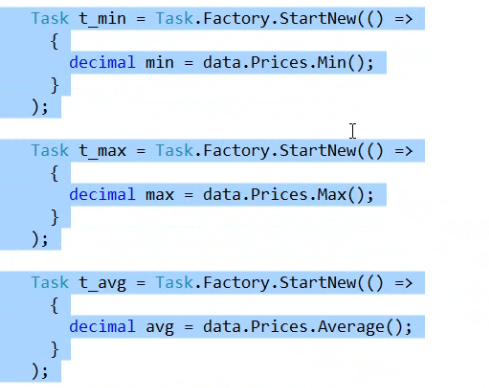 Task t_min = Task.Factory.StartNew(() =>
{
decimal min = data.Prices.Min();
}
);
Task t_max = Task.Factory.StartNew(() =>
{
decimal max = data.Prices.Max();
}
);
Task t_avg = Task.Factory.StartNew(() =>
{
decimal avg = data.Prices.Average();
}
);